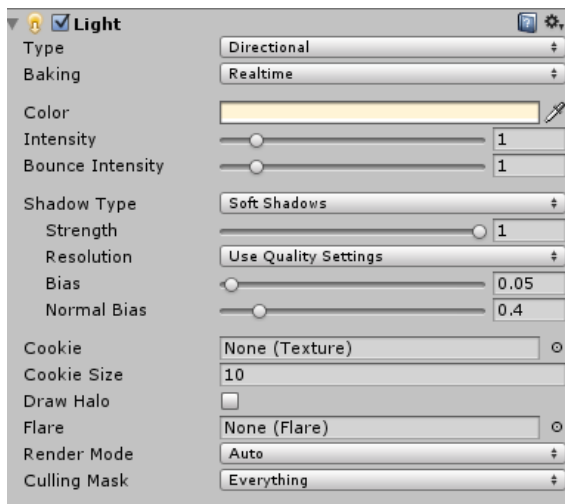 Light
Type Directional
Baking Realtime
Color
Intensity 1
Bounce Intensity 1
Shadow Type Soft Shadows
Strength 1
Resolution Use Quality Settings
Bias 0.05
Normal Bias 0.4
Cookie None (Texture)
Cookie Size 10
Draw Halo
Flare None (Flare)
Render Mode Auto
Culling Mask Everything